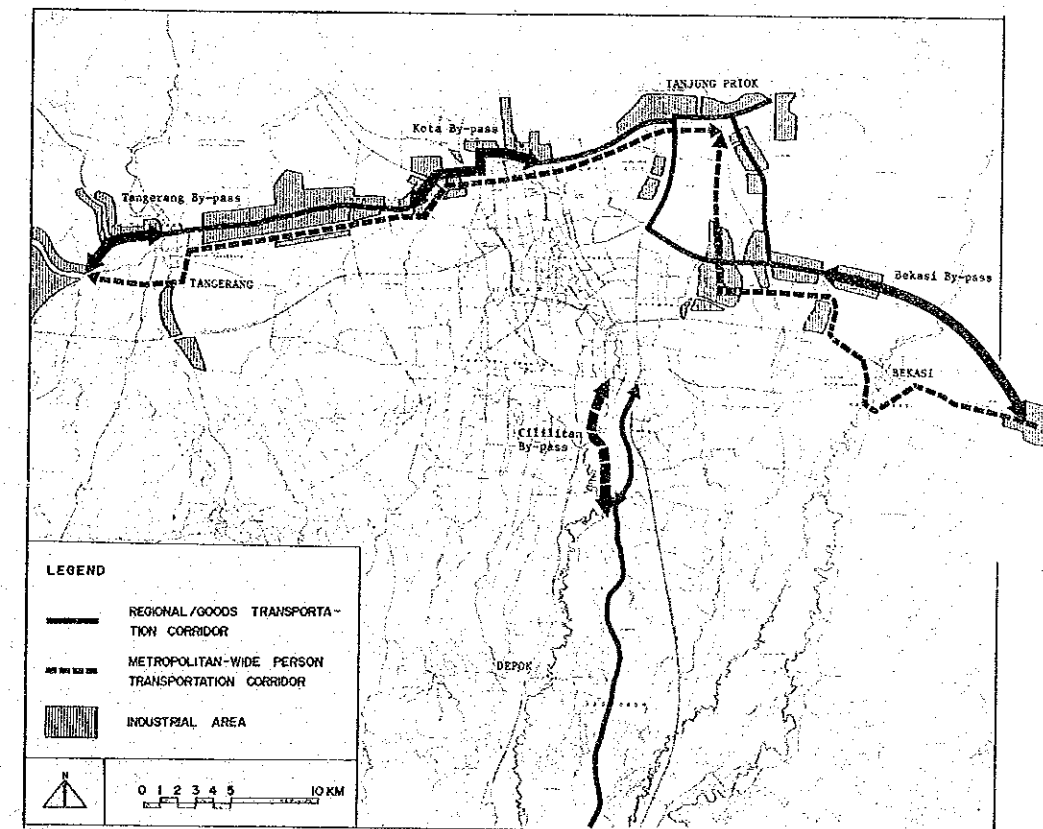 TANJUNG PRIOK
Kota By-pass
Tangerang By-pass
TANGERANG
Bekasi By-pass
BEKASI
Cililitan
By-pass
DEPOK
LEGEND
REGIONAL/GOODS TRANSPORTA-
TION CORRIDOR
METROPOLITAN-WIDE PERSON
TRANSPORTATION CORRIDOR
INDUSTRIAL AREA
N
0 1 2 3 4 5 10 KM